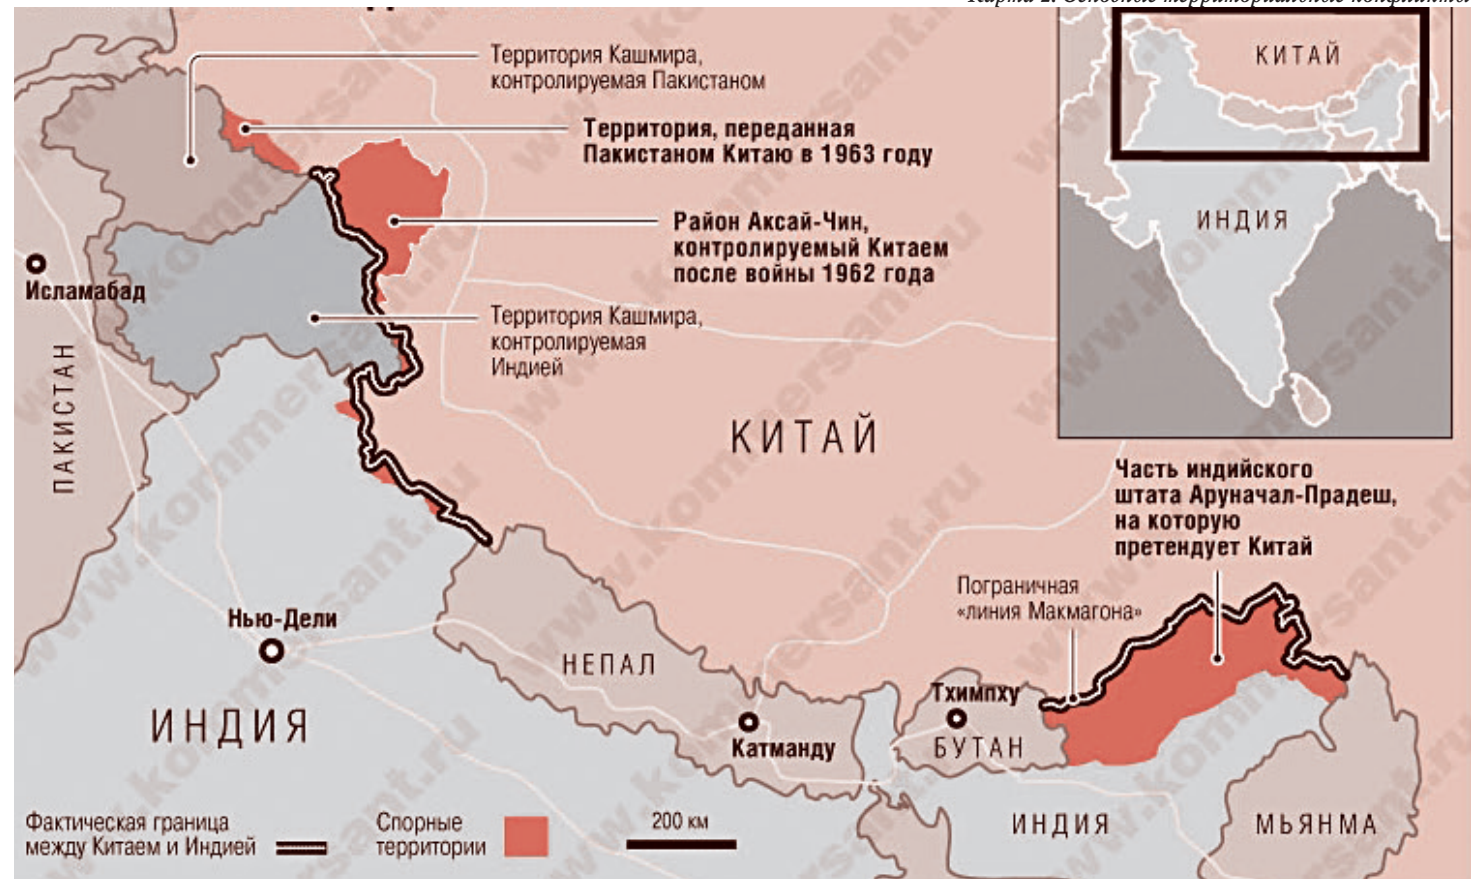 Территория Кашмира,
контролируемая Пакистаном
Территория, переданная
Пакистаном Китаю в 1963 году
Район Аксай-Чин,
контролируемый Китаем
после войны 1962 года
Территория Кашмира,
контролируемая
Индией
Исламабад
ПАКИСТАН
КИТАЙ
КИТАЙ
ИНДИЯ
Часть индийского
штата Аруначал-Прадеш,
на которую
претендует Китай
Пограничная
«линия Макмагона»
Нью-Дели
ИНДИЯ
НЕПАЛ
Катманду
Тхимпху
БУТАН
ИНДИЯ
МЬЯНМА
Фактическая граница
между Китаем и Индией
Спорные
территории
200 км
www.kommersant.ru